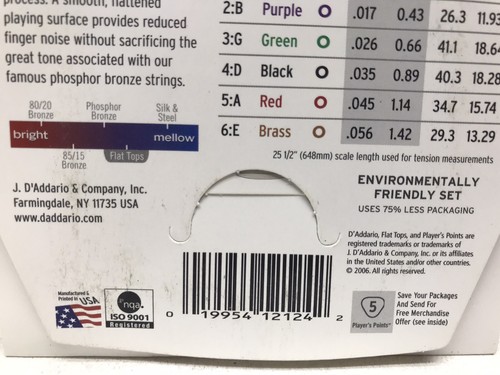 process. A smooth, flattened
playing surface provides reduced
finger noise without sacrificing the
great tone associated with our
famous phosphor bronze strings.
2:B Purple .017 0.43 26.3 11.93
3:G Green .026 0.66 41.1 18.64
4:D Black .035 0.89 40.3 18.28
5:A Red .045 1.14 34.7 15.74
6:E Brass .056 1.42 29.3 13.29
25 1/2" (648mm) scale length used for tension measurements
80/20 Bronze
Phosphor Bronze
Silk & Steel
bright mellow
85/15 Bronze
Flat Tops
J. D'Addario & Company, Inc.
Farmingdale, NY 11735 USA
www.daddario.com
ENVIRONMENTALLY
FRIENDLY SET
USES 75% LESS PACKAGING
D'Addario, Flat Tops, and Player's Points are
registered trademarks or trademarks of
J. D'Addario & Company, Inc. or its affiliates
in the United States and/or other countries.
© 2006. All rights reserved.
Manufactured &
Printed in USA
nqa.
ISO 9001
Registered
0 19954 12124 2
5
Player's Points
Save Your Packages
And Send For
Free Merchandise
Offer (see inside)